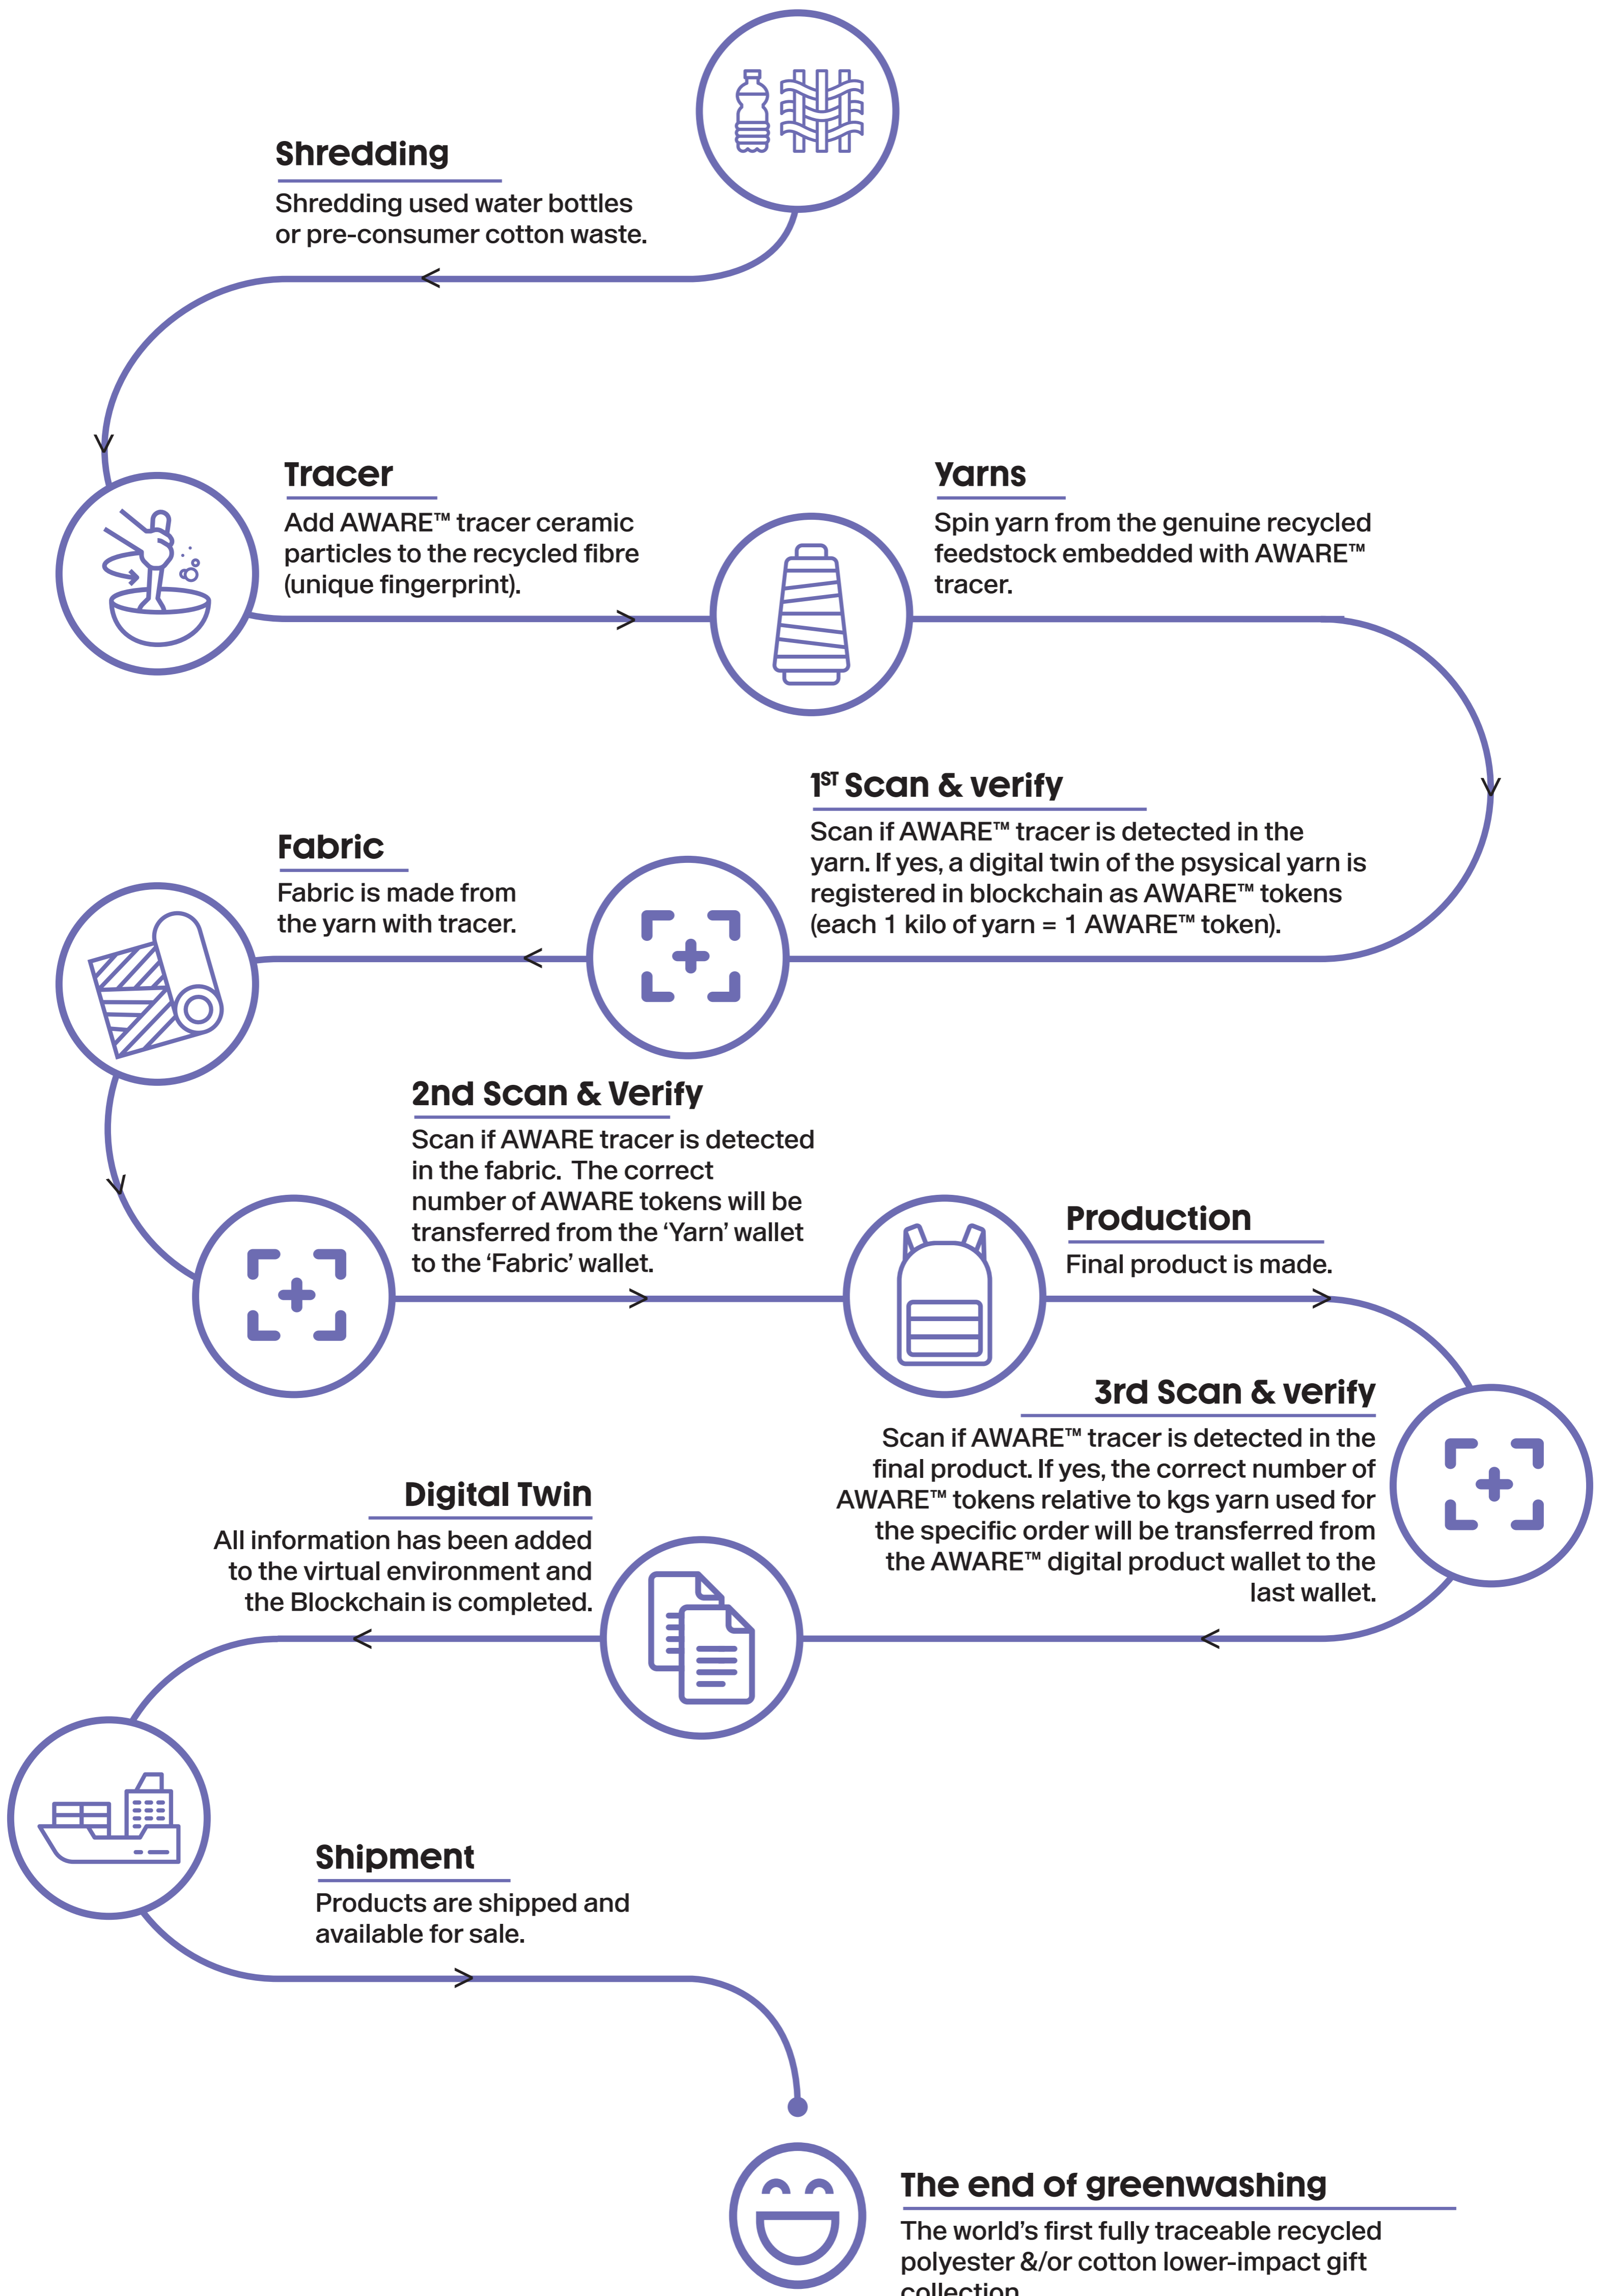 Shredding
Shredding used water bottles
or pre-consumer cotton waste.
Tracer
Add AWARE™ tracer ceramic
particles to the recycled fibre
(unique fingerprint).
Yarns
Spin yarn from the genuine recycled
feedstock embedded with AWARE™
tracer.
1ST Scan & verify
Scan if AWARE™ tracer is detected in the
yarn. If yes, a digital twin of the psysical yarn is
registered in blockchain as AWARE™ tokens
(each 1 kilo of yarn = 1 AWARE™ token).
Fabric
Fabric is made from
the yarn with tracer.
2nd Scan & Verify
Scan if AWARE tracer is detected
in the fabric. The correct
number of AWARE tokens will be
transferred from the ‘Yarn’ wallet
to the ‘Fabric’ wallet.
Production
Final product is made.
3rd Scan & verify
Scan if AWARE™ tracer is detected in the
final product. If yes, the correct number of
AWARE™ tokens relative to kgs yarn used for
the specific order will be transferred from
the AWARE™ digital product wallet to the
last wallet.
Digital Twin
All information has been added
to the virtual environment and
the Blockchain is completed.
Shipment
Products are shipped and
available for sale.
The end of greenwashing
The world’s first fully traceable recycled
polyester &/or cotton lower-impact gift
collection